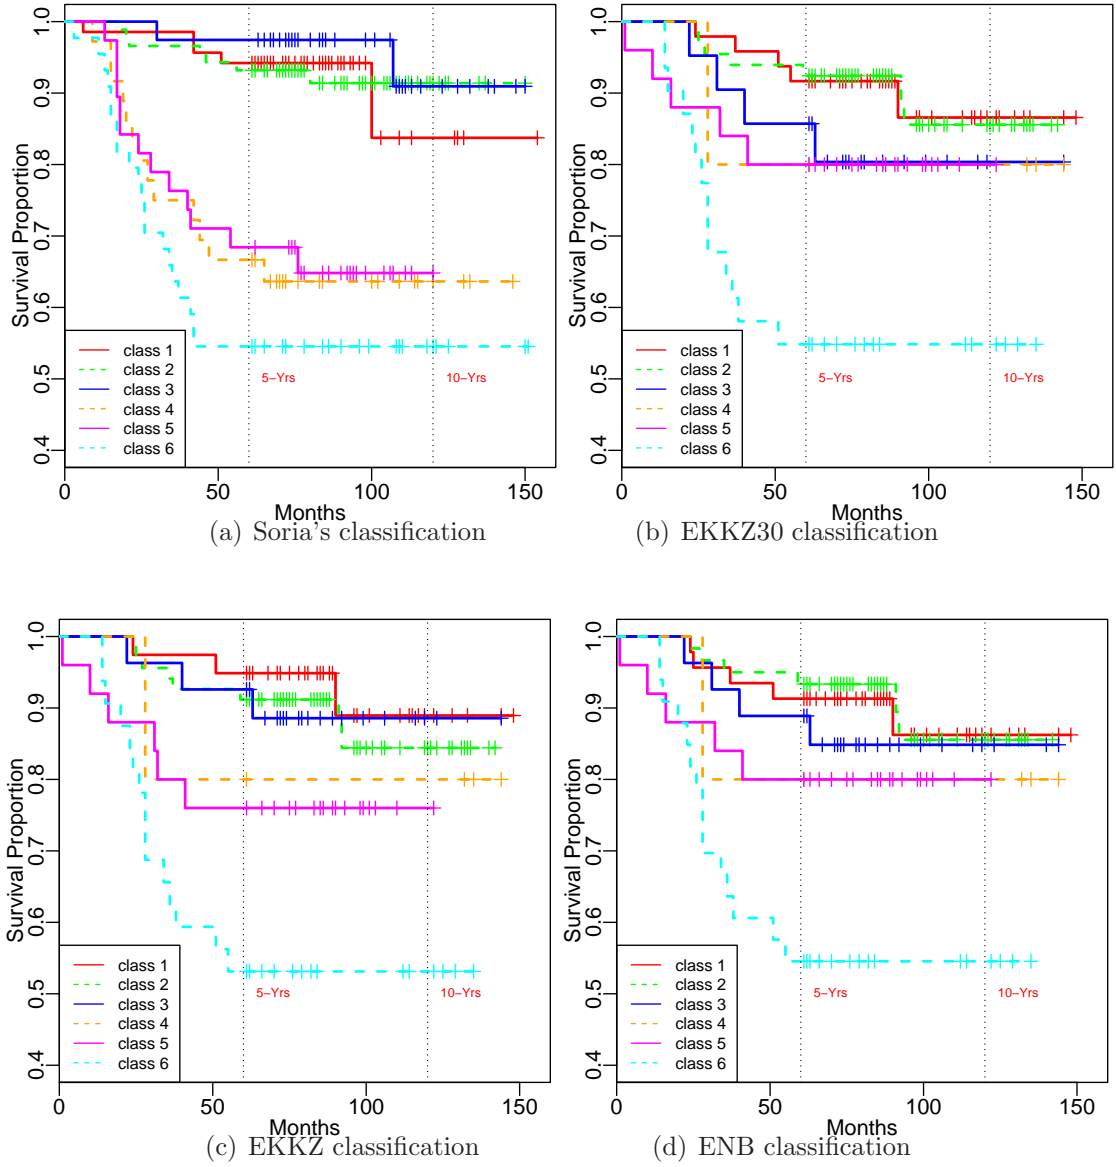 Survival Proportion
0.4 0.5 0.6 0.7 0.8 0.9 1.0
class 1
class 2
class 3
class 4
class 5
class 6
5-Yrs
10-Yrs
0 50 100 150
Months
(a) Soria's classification
Survival Proportion
0.4 0.5 0.6 0.7 0.8 0.9 1.0
class 1
class 2
class 3
class 4
class 5
class 6
5-Yrs
10-Yrs
0 50 100 150
Months
(b) EKKZ30 classification
Survival Proportion
0.4 0.5 0.6 0.7 0.8 0.9 1.0
class 1
class 2
class 3
class 4
class 5
class 6
5-Yrs
10-Yrs
0 50 100 150
Months
(c) EKKZ classification
Survival Proportion
0.4 0.5 0.6 0.7 0.8 0.9 1.0
class 1
class 2
class 3
class 4
class 5
class 6
5-Yrs
10-Yrs
0 50 100 150
Months
(d) ENB classification